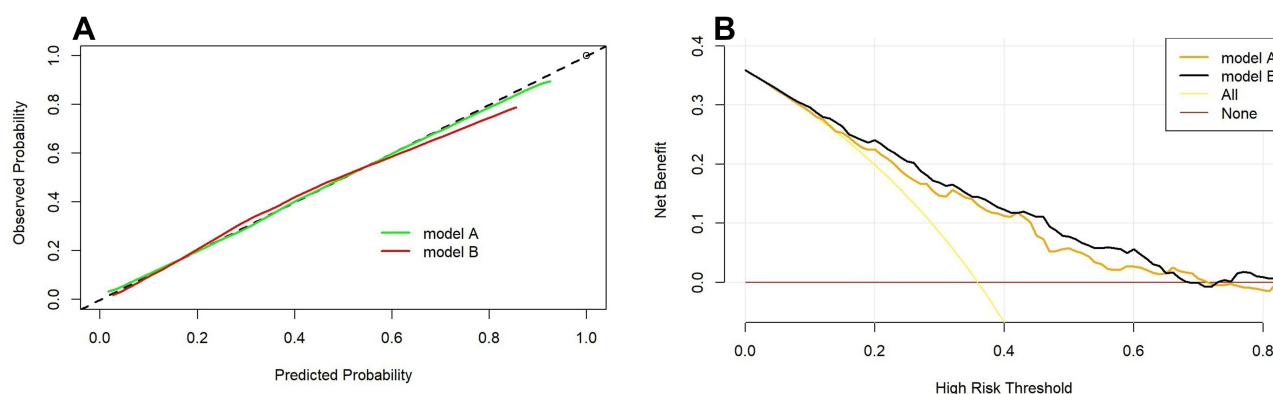 A
Observed Probability
1.0
0.8
0.6
0.4
0.2
0.0
model A
model B
0.0 0.2 0.4 0.6 0.8 1.0
Predicted Probability
B
Net Benefit
0.4
0.3
0.2
0.1
0.0
model A
model B
All
None
0.0 0.2 0.4 0.6 0.8
High Risk Threshold